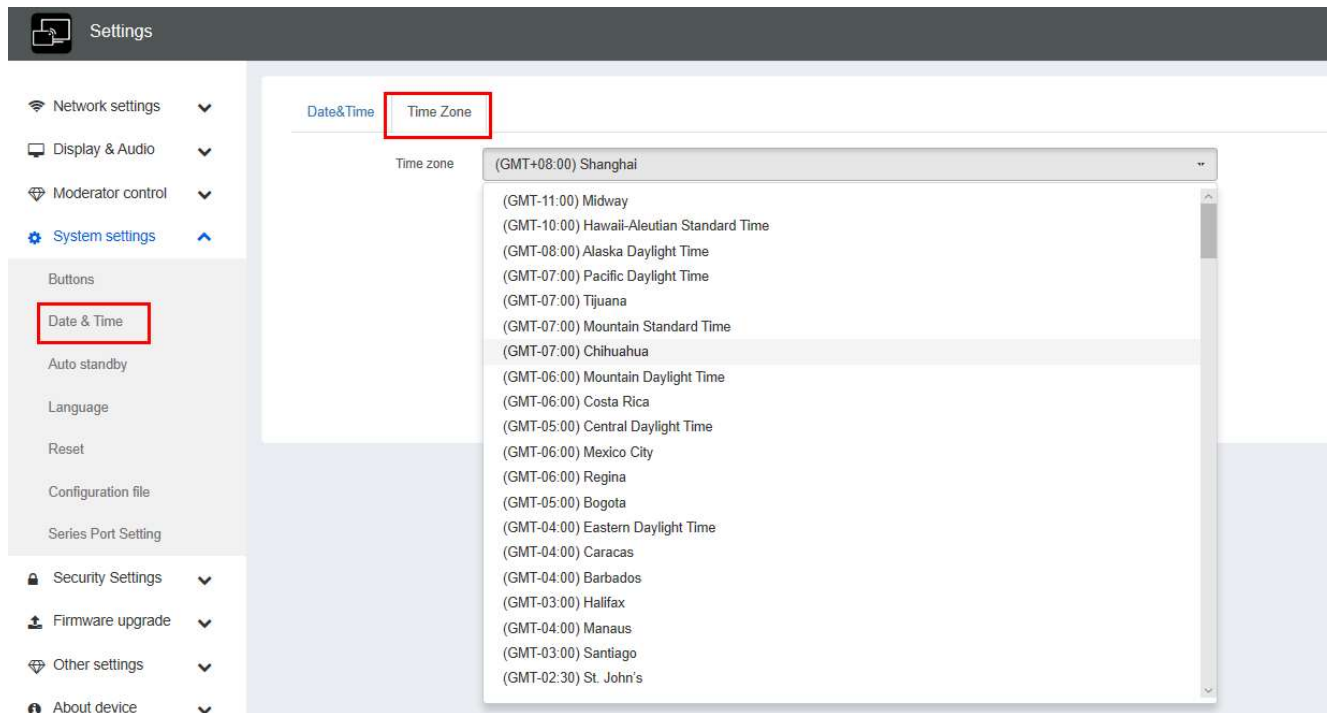 Settings
Network settings
Display & Audio
Moderator control
System settings
Buttons
Date & Time
Auto standby
Language
Reset
Configuration file
Series Port Setting
Security Settings
Firmware upgrade
Other settings
About device
Date&Time
Time Zone
Time zone
(GMT+08:00) Shanghai
(GMT-11:00) Midway
(GMT-10:00) Hawaii-Aleutian Standard Time
(GMT-08:00) Alaska Daylight Time
(GMT-07:00) Pacific Daylight Time
(GMT-07:00) Tijuana
(GMT-07:00) Mountain Standard Time
(GMT-07:00) Chihuahua
(GMT-06:00) Mountain Daylight Time
(GMT-06:00) Costa Rica
(GMT-05:00) Central Daylight Time
(GMT-06:00) Mexico City
(GMT-06:00) Regina
(GMT-05:00) Bogota
(GMT-04:00) Eastern Daylight Time
(GMT-04:00) Caracas
(GMT-04:00) Barbados
(GMT-03:00) Halifax
(GMT-04:00) Manaus
(GMT-03:00) Santiago
(GMT-02:30) St. John's